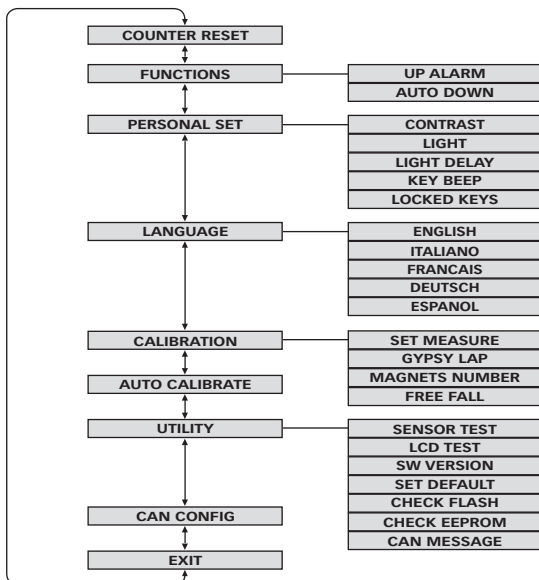 COUNTER RESET
FUNCTIONS
UP ALARM
AUTO DOWN
PERSONAL SET
CONTRAST
LIGHT
LIGHT DELAY
KEY BEEP
LOCKED KEYS
LANGUAGE
ENGLISH
ITALIANO
FRANCAIS
DEUTSCH
ESPANOL
CALIBRATION
SET MEASURE
GYPSY LAP
MAGNETS NUMBER
FREE FALL
AUTO CALIBRATE
UTILITY
SENSOR TEST
LCD TEST
SW VERSION
SET DEFAULT
CHECK FLASH
CHECK EEPROM
CAN MESSAGE
CAN CONFIG
EXIT